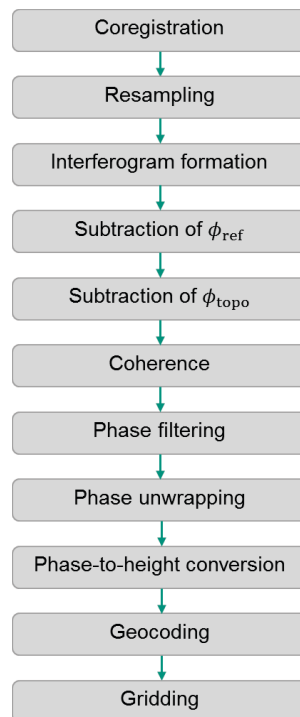 Coregistration
Resampling
Interferogram formation
Subtraction of ϕref
Subtraction of ϕtopo
Coherence
Phase filtering
Phase unwrapping
Phase-to-height conversion
Geocoding
Gridding